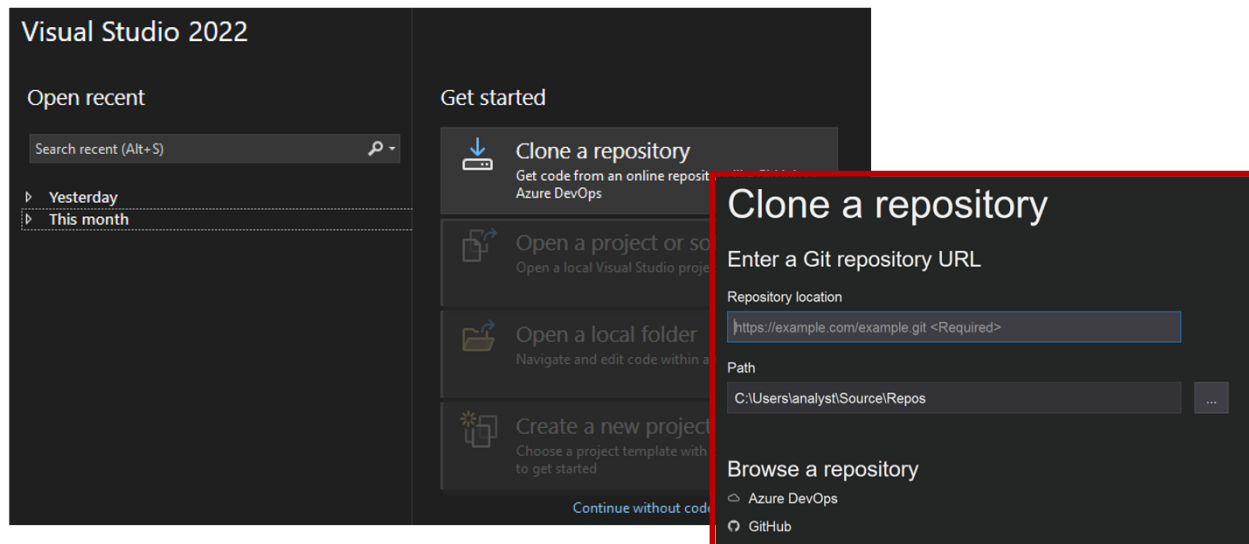 Visual Studio 2022
Open recent
Search recent (Alt+S)
Yesterday
This month
Get started
Clone a repository
Get code from an online reposit
Azure DevOps
Open a project or so
Open a local Visual Studio proje
Open a local folder
Navigate and edit code within a
Create a new project
Choose a project template with
to get started
Continue without code
Clone a repository
Enter a Git repository URL
Repository location
https://example.com/example.git <Required>
Path
C:\Users\analyst\Source\Repos
...
Browse a repository
Azure DevOps
GitHub